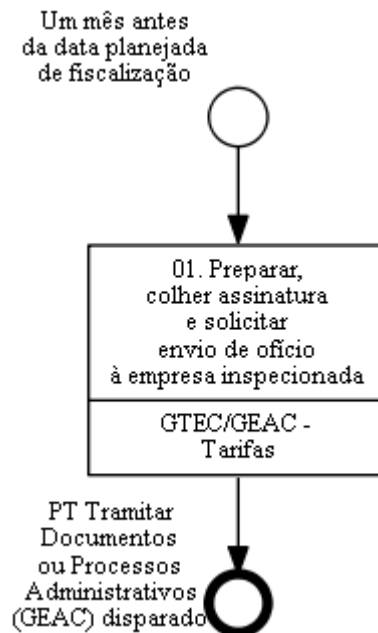 Um mês antes
da data planejada
de fiscalização
01. Preparar,
colher assinatura
e solicitar
envio de ofício
à empresa inspecionada
GTEC/GEAC -
Tarifas
PT Tramitar
Documentos
ou Processos
Administrativos
(GEAC) disparado